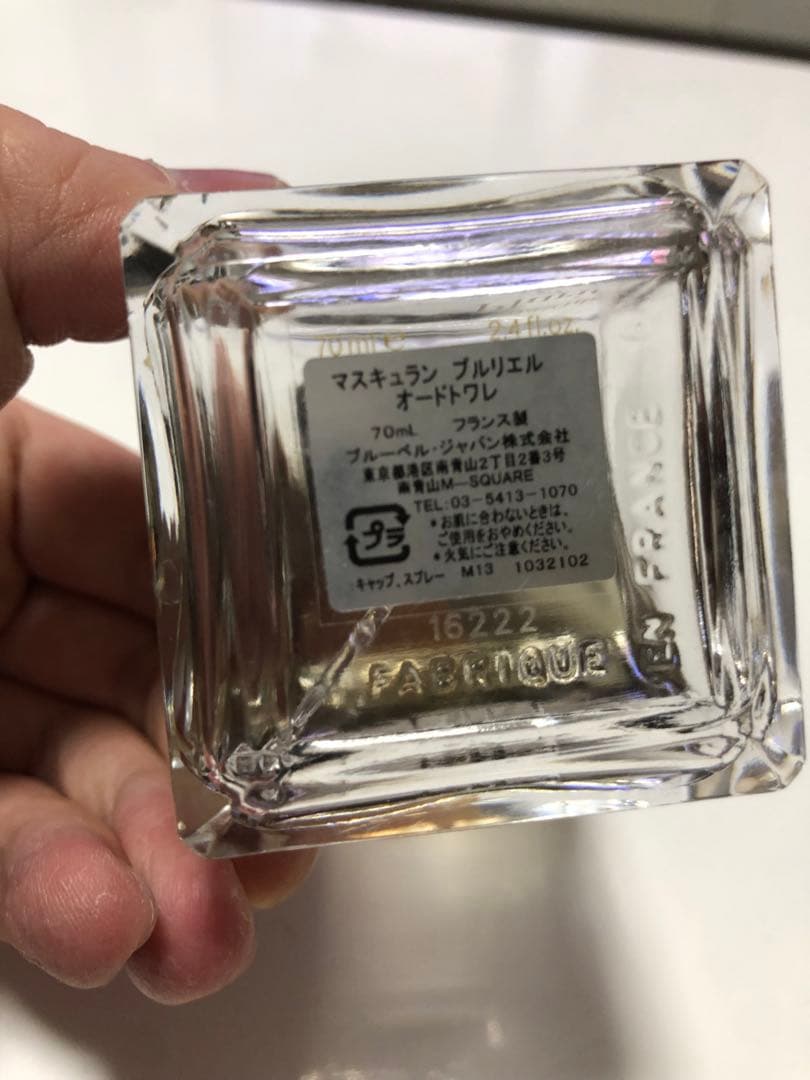 70ml e 2.4 fl.oz.
マスキュラン プルリエル
オードトワレ
70mL フランス製
ブルーベル・ジャパン株式会社
東京都港区南青山2丁目2番3号
南青山M—SQUARE
TEL:03-5413-1070
プラ
*お肌に合わないときは、
ご使用をおやめください。
*火気にご注意ください。
キャップ、スプレー M13 1032102
16222
FABRIQUE
EN FRANCE